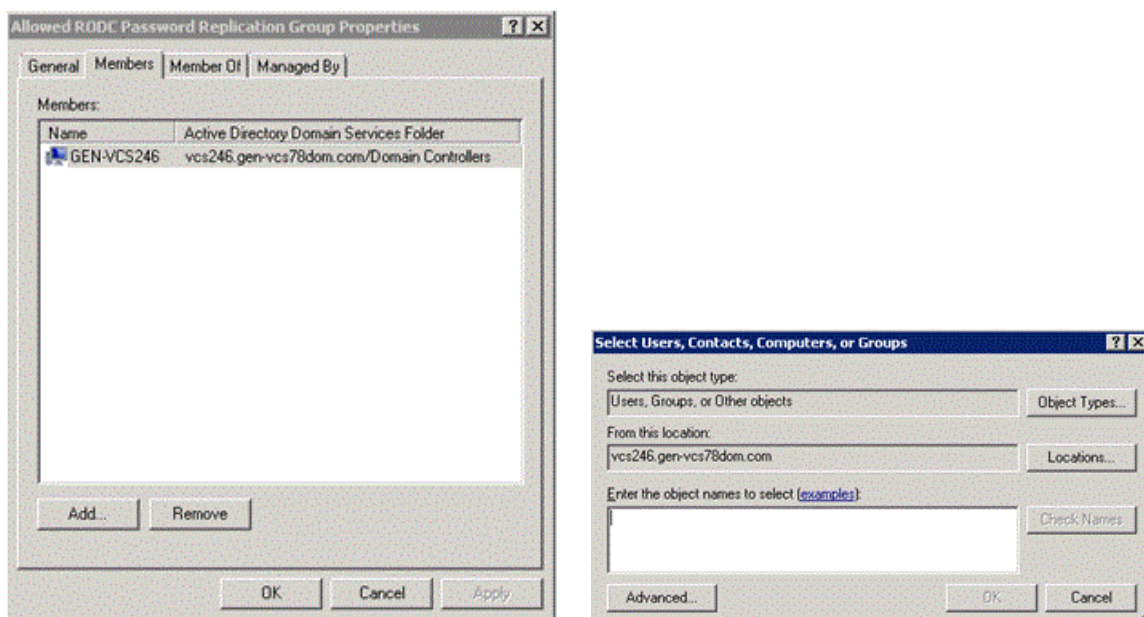 Allowed RODC Password Replication Group Properties
General Members Member Of Managed By
Members:
Name Active Directory Domain Services Folder
GEN-VCS246 vcs246.gen-vcs78dom.com/Domain Controllers
Add... Remove
OK Cancel Apply
Select Users, Contacts, Computers, or Groups
Select this object type:
Users, Groups, or Other objects Object Types...
From this location:
vcs246.gen-vcs78dom.com Locations...
Enter the object names to select (examples):
Check Names
Advanced... OK Cancel